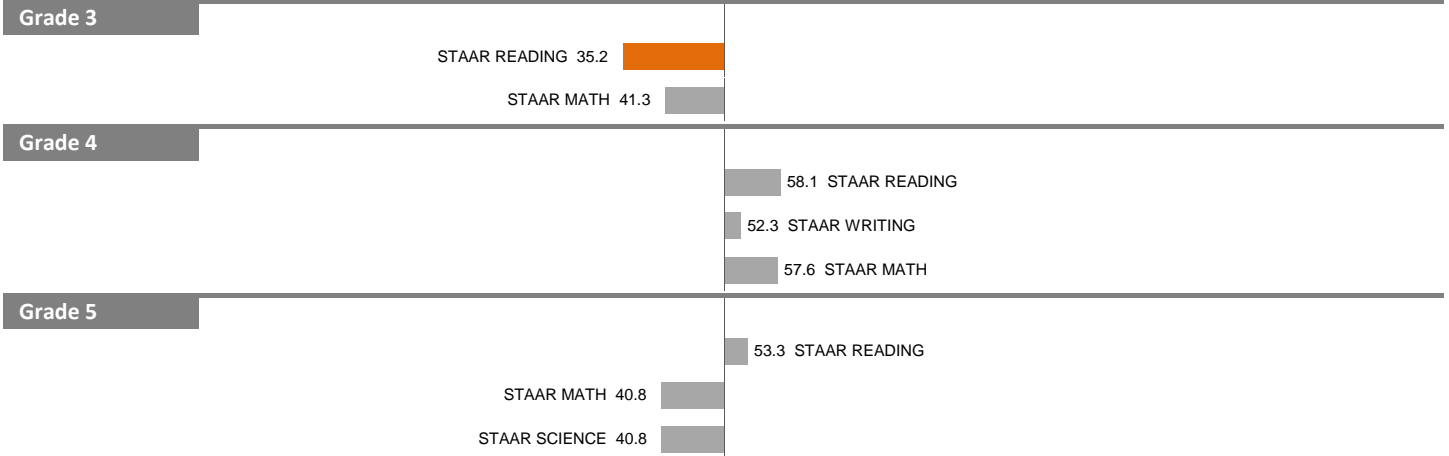 Grade 3
STAAR READING 35.2
STAAR MATH 41.3
Grade 4
58.1 STAAR READING
52.3 STAAR WRITING
57.6 STAAR MATH
Grade 5
53.3 STAAR READING
STAAR MATH 40.8
STAAR SCIENCE 40.8